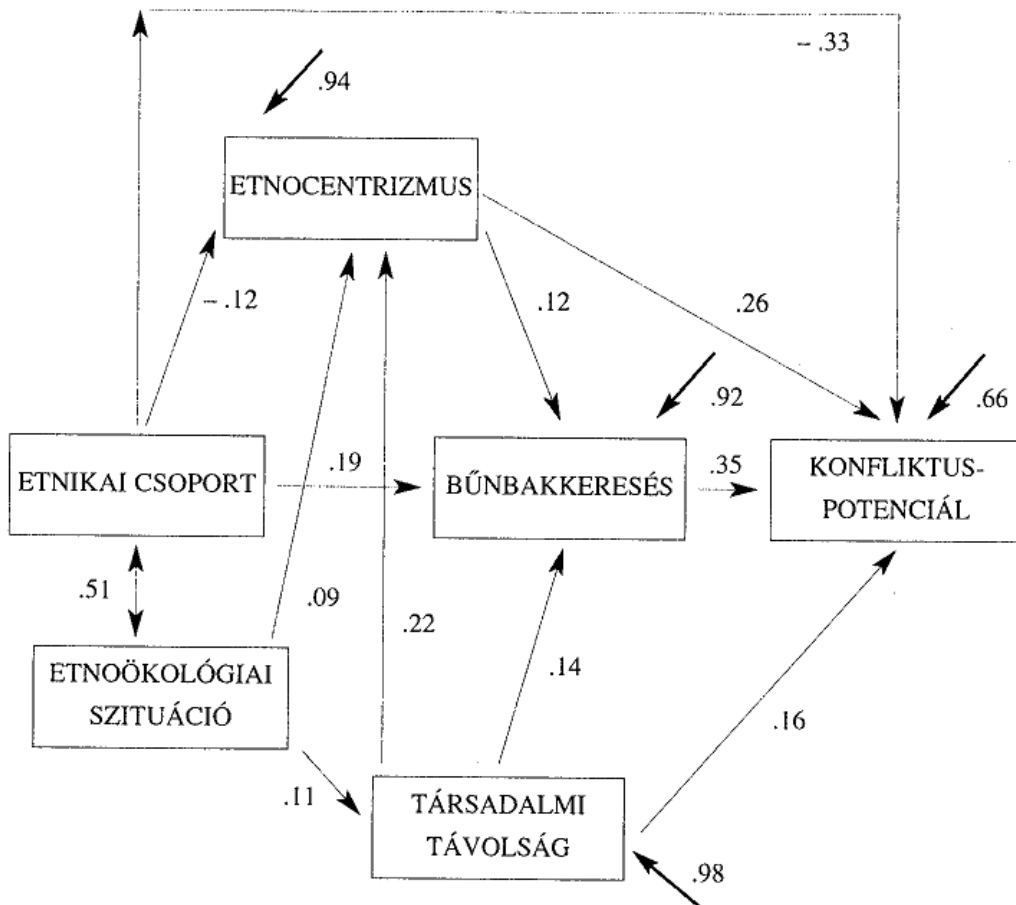 – .33
.94
ETNOCENTRIZMUS
– .12
.12
.26
.92
.66
ETNIKAI CSOPORT
.19
BŰNBAKKERESÉS
.35
KONFLIKTUS-
POTENCIÁL
.51
.09
.22
.14
.16
ETNOÖKOLÓGIAI
SZITUÁCIÓ
.11
TÁRSADALMI
TÁVOLSÁG
.98